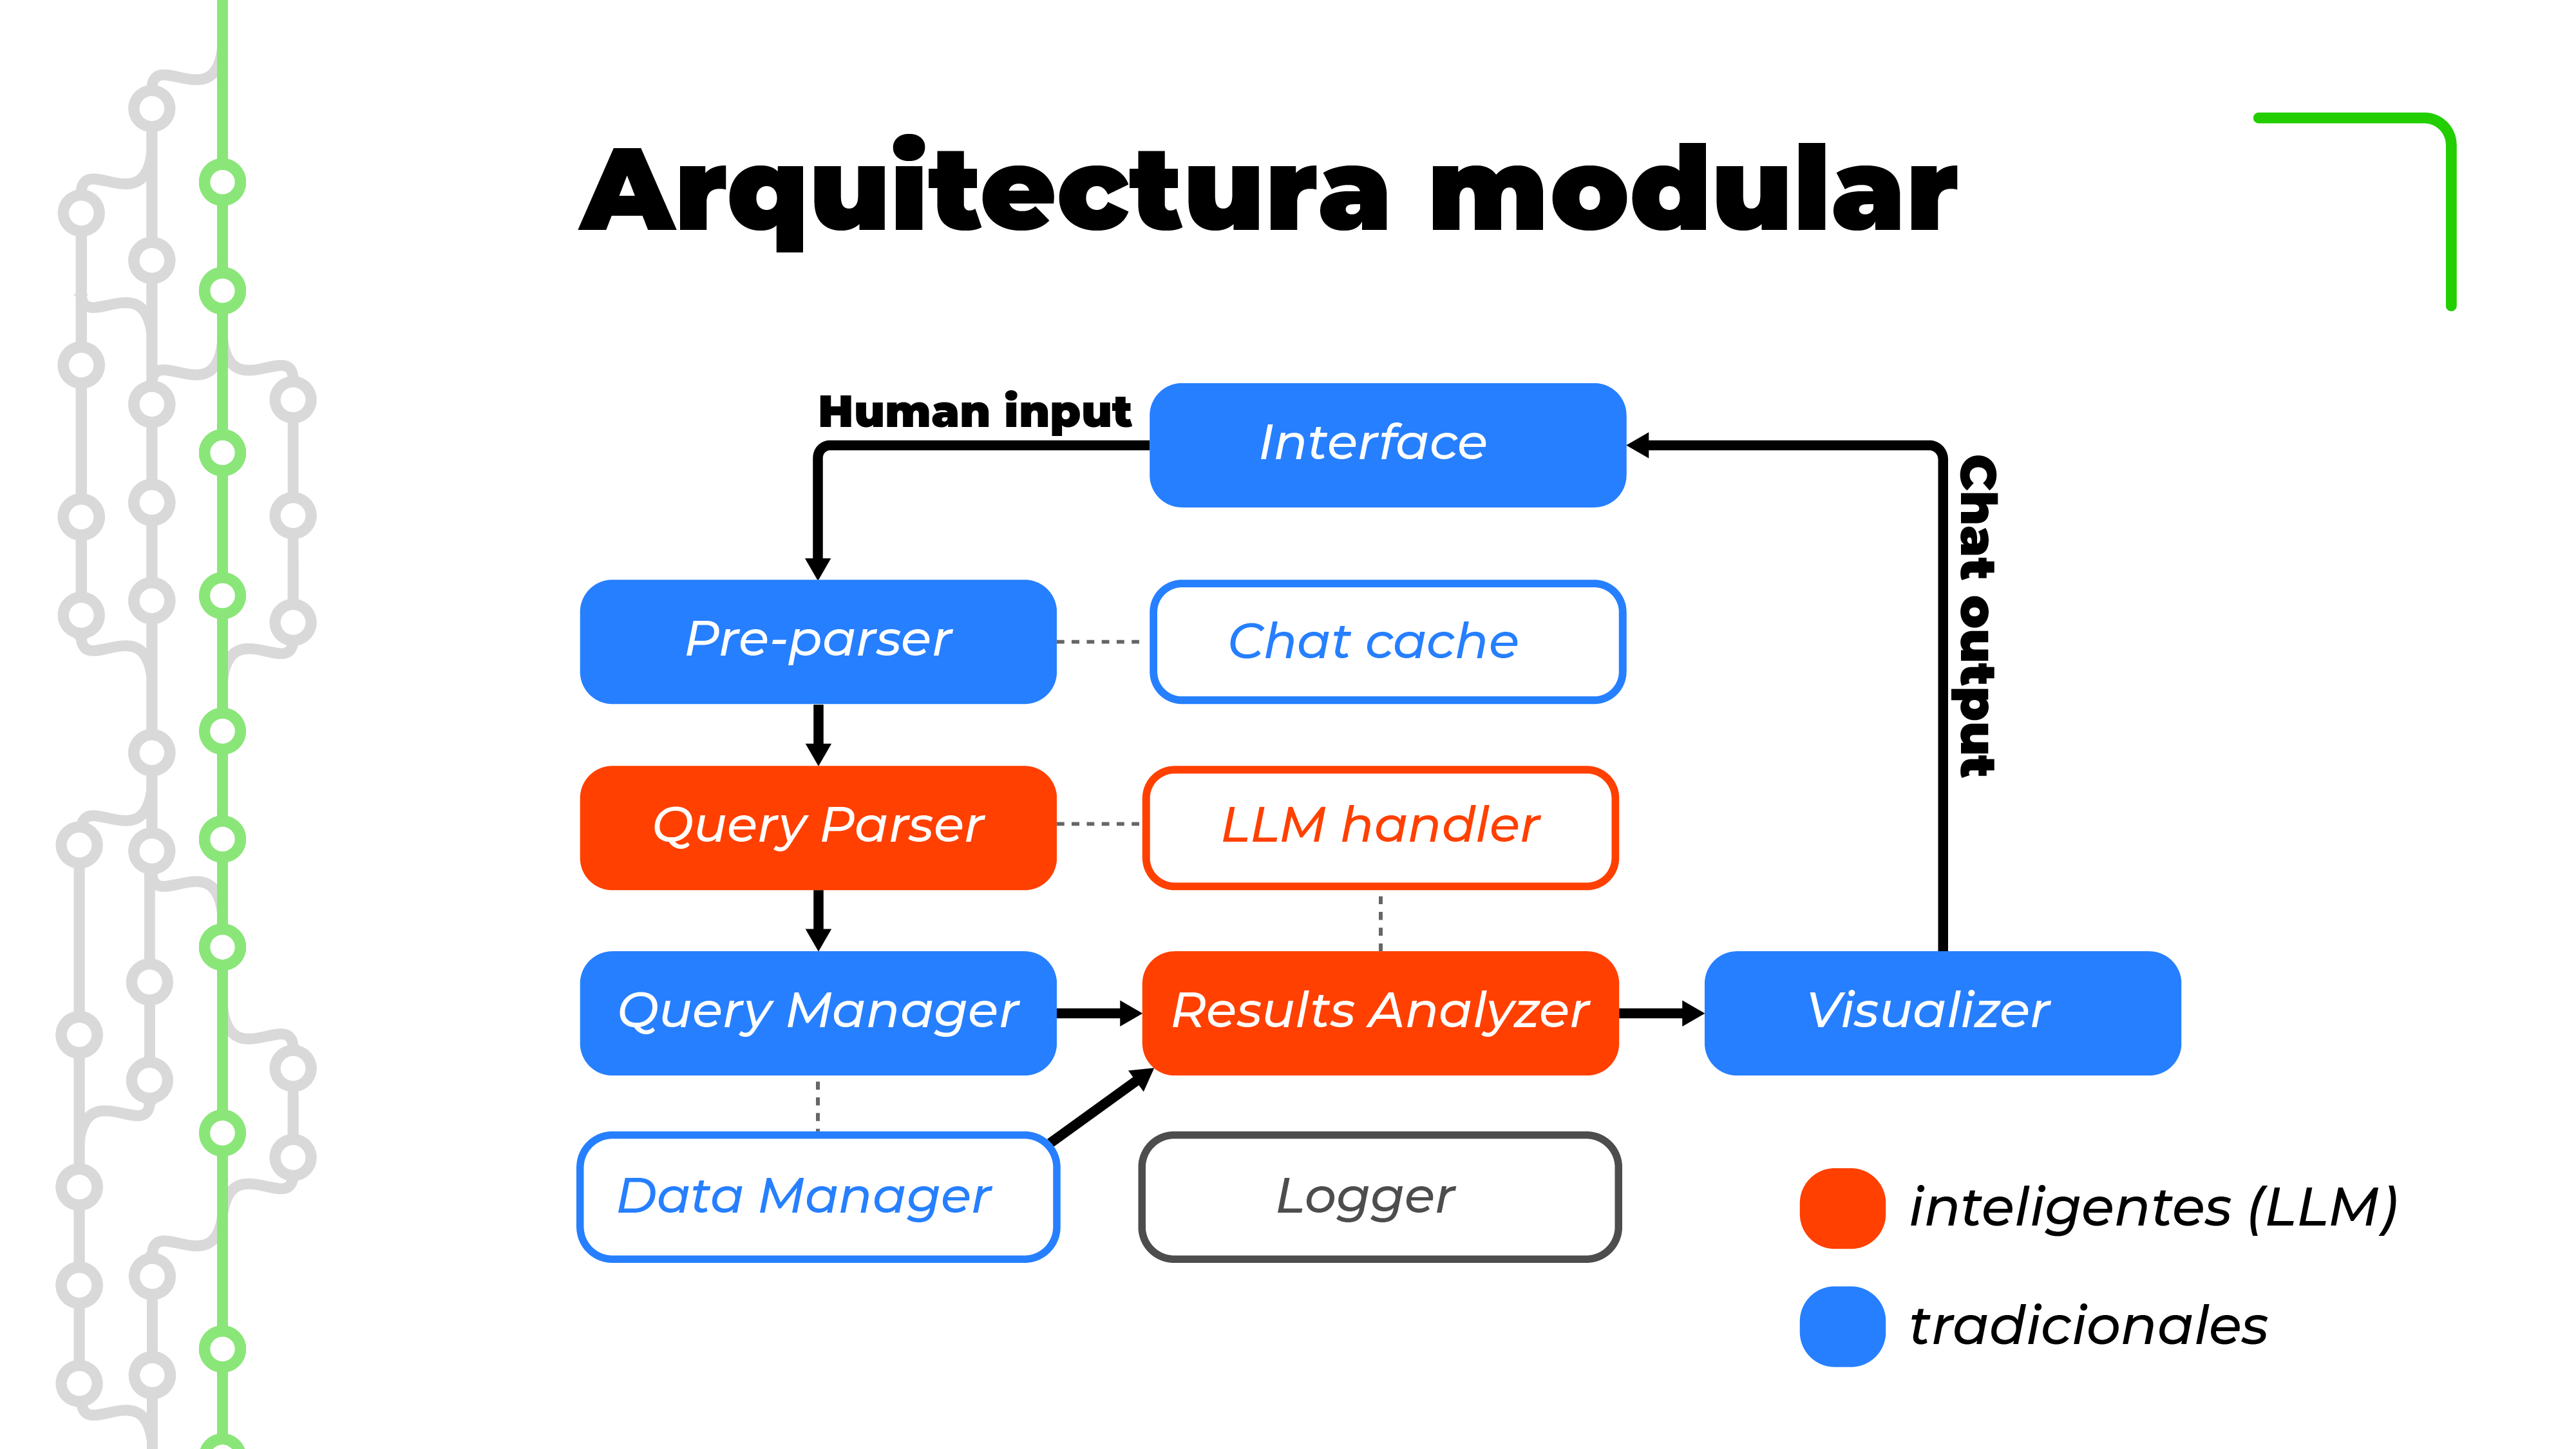 Arquitectura modular
Human input
Interface
Chat output
Pre-parser
Chat cache
Query Parser
LLM handler
Query Manager
Results Analyzer
Visualizer
Data Manager
Logger
inteligentes (LLM)
tradicionales